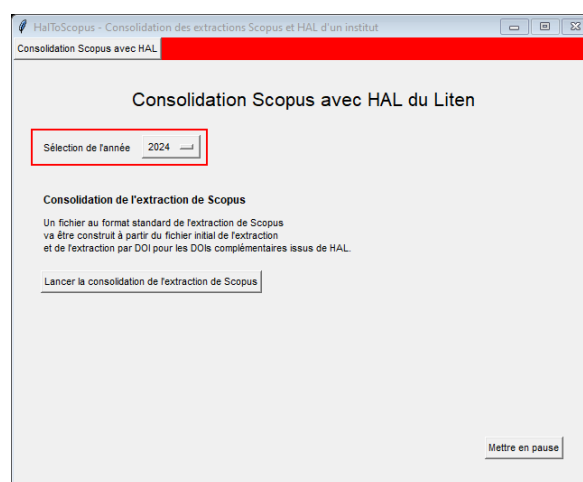 HalToScopus - Consolidation des extractions Scopus et HAL d'un institut
Consolidation Scopus avec HAL
Consolidation Scopus avec HAL du Liten
Sélection de l'année 2024
Consolidation de l'extraction de Scopus
Un fichier au format standard de l'extraction de Scopus
va être construit à partir du fichier initial de l'extraction
et de l'extraction par DOI pour les DOIs complémentaires issus de HAL.
Lancer la consolidation de l'extraction de Scopus
Mettre en pause